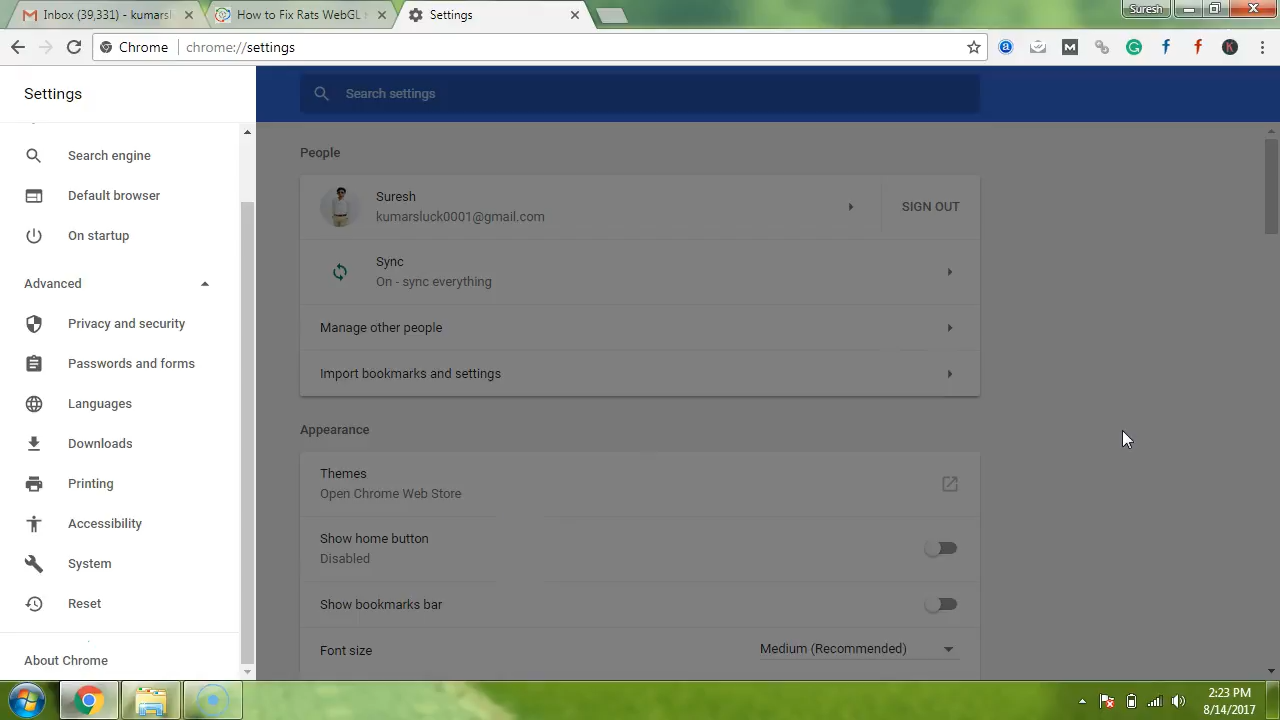 Inbox (39,331) - kumarsl
How to Fix Rats WebGL
Settings
Suresh
Chrome
chrome://settings
Settings
Search settings
Search engine
Default browser
On startup
Advanced
Privacy and security
Passwords and forms
Languages
Downloads
Printing
Accessibility
System
Reset
About Chrome
People
Suresh
kumarsluck0001@gmail.com
SIGN OUT
Sync
On - sync everything
Manage other people
Import bookmarks and settings
Appearance
Themes
Open Chrome Web Store
Show home button
Disabled
Show bookmarks bar
Font size
Medium (Recommended)
2:23 PM
8/14/2017